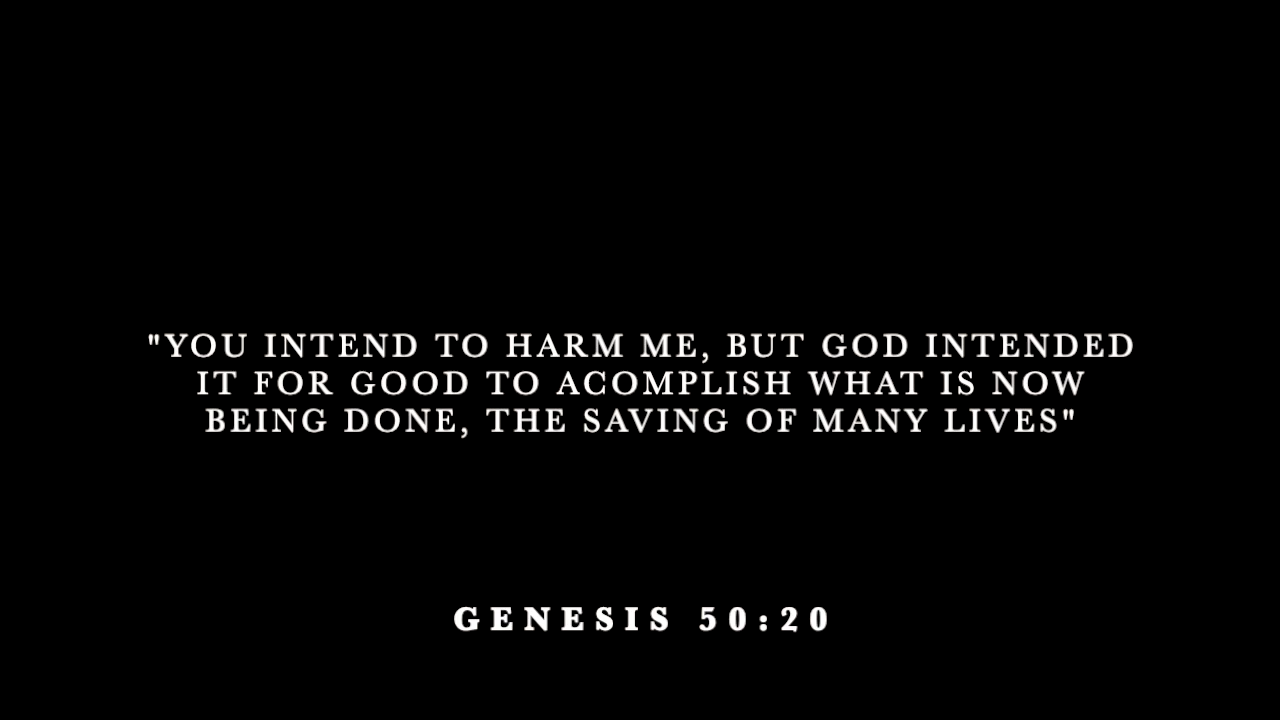 "YOU INTEND TO HARM ME, BUT GOD INTENDED
IT FOR GOOD TO ACOMPLISH WHAT IS NOW
BEING DONE, THE SAVING OF MANY LIVES"
GENESIS 50:20